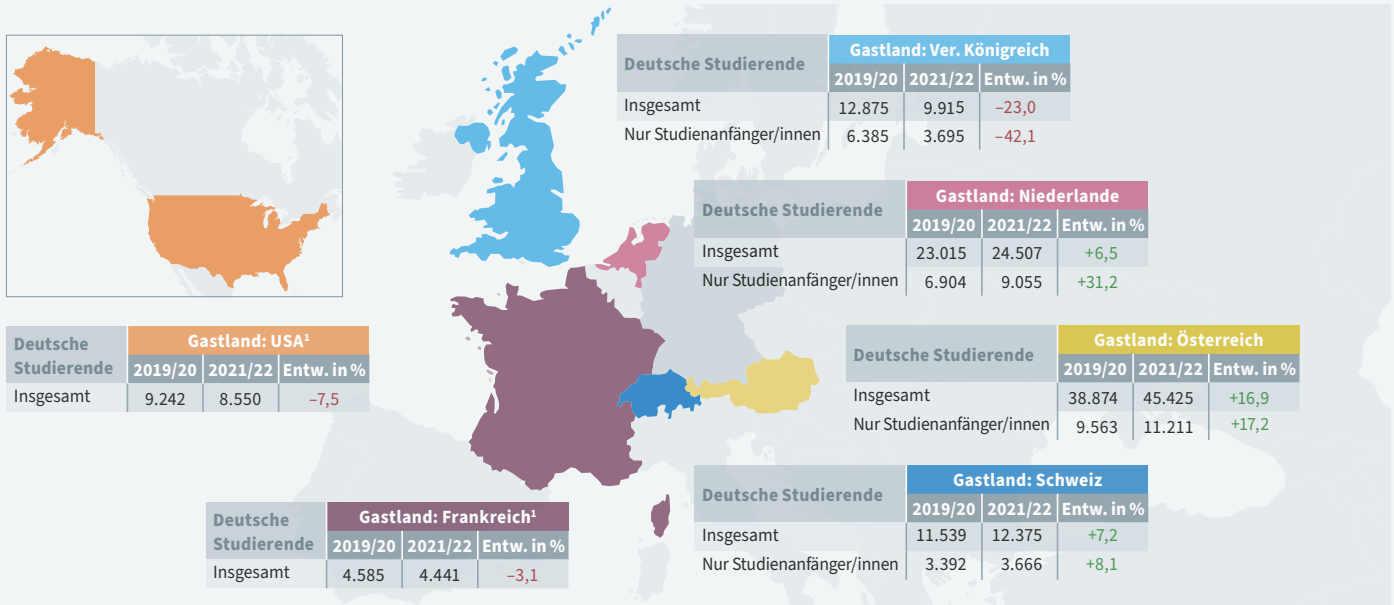 Deutsche Studierende
Gastland: Ver. Königreich
2019/20 2021/22 Entw. in %
Insgesamt 12.875 9.915 –23,0
Nur Studienanfänger/innen 6.385 3.695 –42,1
Deutsche Studierende
Gastland: Niederlande
2019/20 2021/22 Entw. in %
Insgesamt 23.015 24.507 +6,5
Nur Studienanfänger/innen 6.904 9.055 +31,2
Deutsche
Studierende
Gastland: USA¹
2019/20 2021/22 Entw. in %
Insgesamt 9.242 8.550 –7,5
Deutsche Studierende
Gastland: Österreich
2019/20 2021/22 Entw. in %
Insgesamt 38.874 45.425 +16,9
Nur Studienanfänger/innen 9.563 11.211 +17,2
Deutsche Studierende
Gastland: Schweiz
2019/20 2021/22 Entw. in %
Insgesamt 11.539 12.375 +7,2
Nur Studienanfänger/innen 3.392 3.666 +8,1
Deutsche
Studierende
Gastland: Frankreich¹
2019/20 2021/22 Entw. in %
Insgesamt 4.585 4.441 –3,1